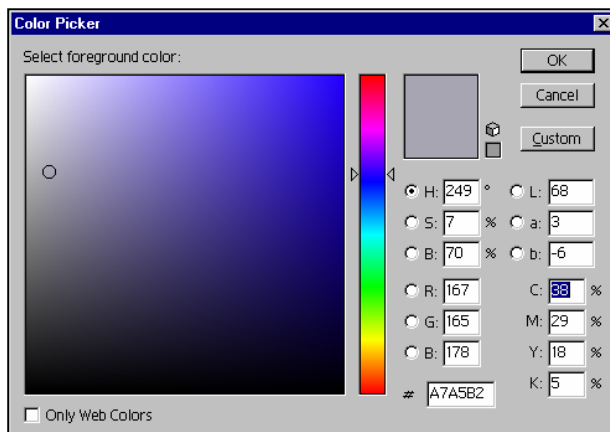 Color Picker
Select foreground color:
OK
Cancel
Custom
H: 249 ° L: 68
S: 7 % a: 3
B: 70 % b: -6
R: 167 C: 38 %
G: 165 M: 29 %
B: 178 Y: 18 %
# A7A5B2 K: 5 %
Only Web Colors